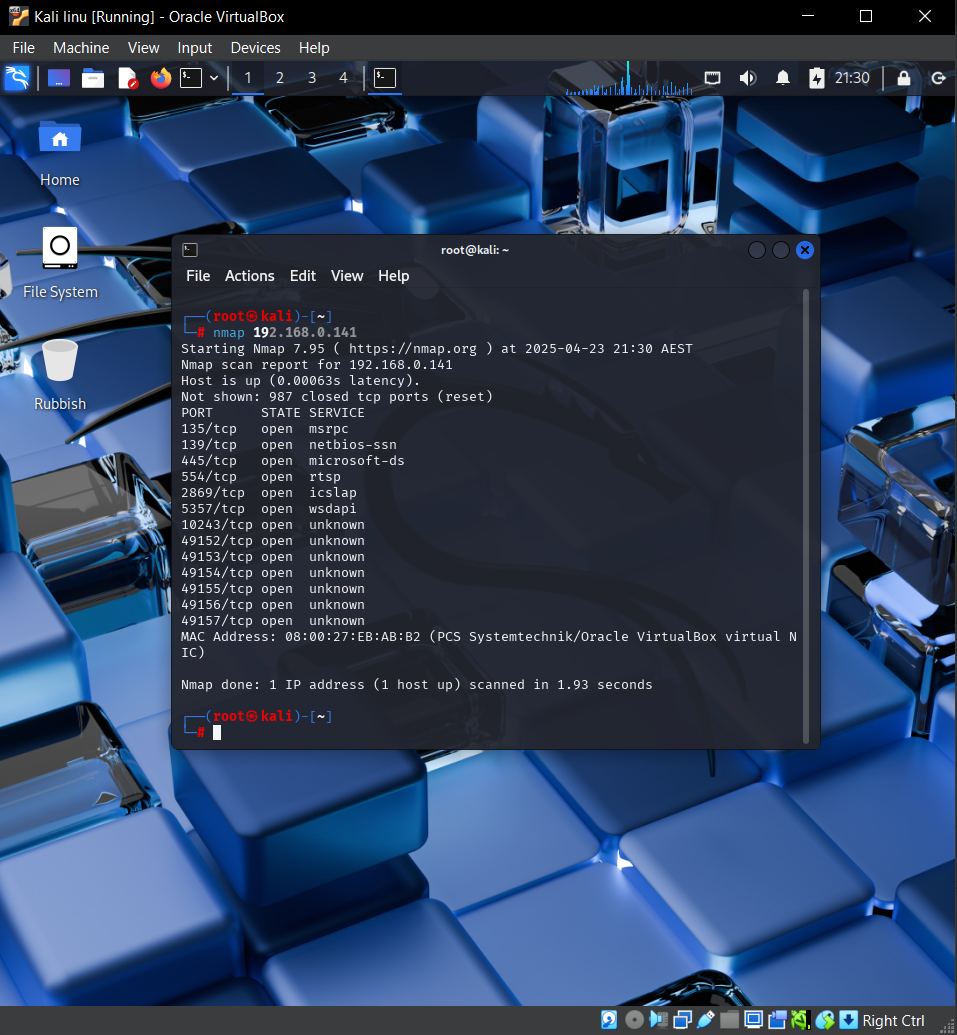 Kali linu [Running] - Oracle VirtualBox
File Machine View Input Devices Help
1 2 3 4
21:30
Home
File System
Rubbish
root@kali: ~
File Actions Edit View Help
┌──(root㉿kali)-[~]
└─# nmap 192.168.0.141
Starting Nmap 7.95 ( https://nmap.org ) at 2025-04-23 21:30 AEST
Nmap scan report for 192.168.0.141
Host is up (0.00063s latency).
Not shown: 987 closed tcp ports (reset)
PORT      STATE SERVICE
135/tcp   open  msrpc
139/tcp   open  netbios-ssn
445/tcp   open  microsoft-ds
554/tcp   open  rtsp
2869/tcp  open  icslap
5357/tcp  open  wsdapi
10243/tcp open  unknown
49152/tcp open  unknown
49153/tcp open  unknown
49154/tcp open  unknown
49155/tcp open  unknown
49156/tcp open  unknown
49157/tcp open  unknown
MAC Address: 08:00:27:EB:AB:B2 (PCS Systemtechnik/Oracle VirtualBox virtual N
IC)
Nmap done: 1 IP address (1 host up) scanned in 1.93 seconds
┌──(root㉿kali)-[~]
└─#
Right Ctrl